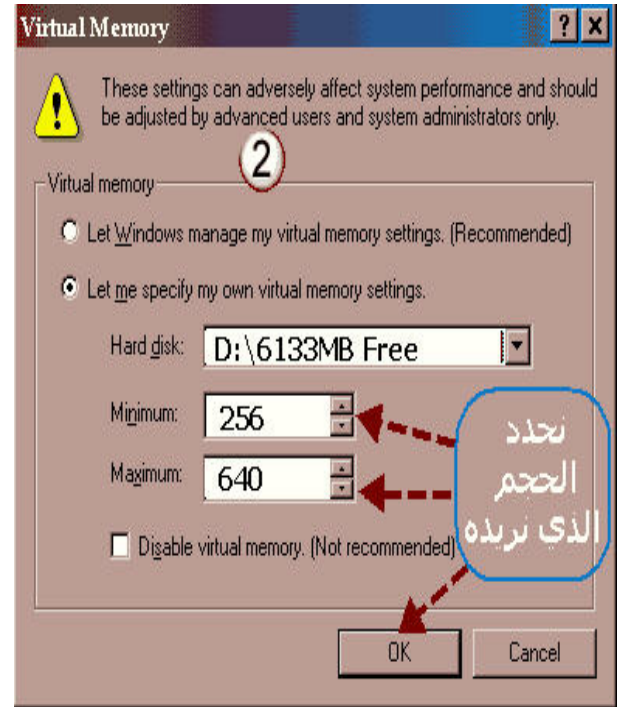 Virtual Memory
These settings can adversely affect system performance and should
be adjusted by advanced users and system administrators only.
2
Virtual memory
Let Windows manage my virtual memory settings. (Recommended)
Let me specify my own virtual memory settings.
Hard disk: D:\6133MB Free
Minimum: 256
Maximum: 640
نحدد
الحجم
الذي نريده
Disable virtual memory. (Not recommended)
OK Cancel